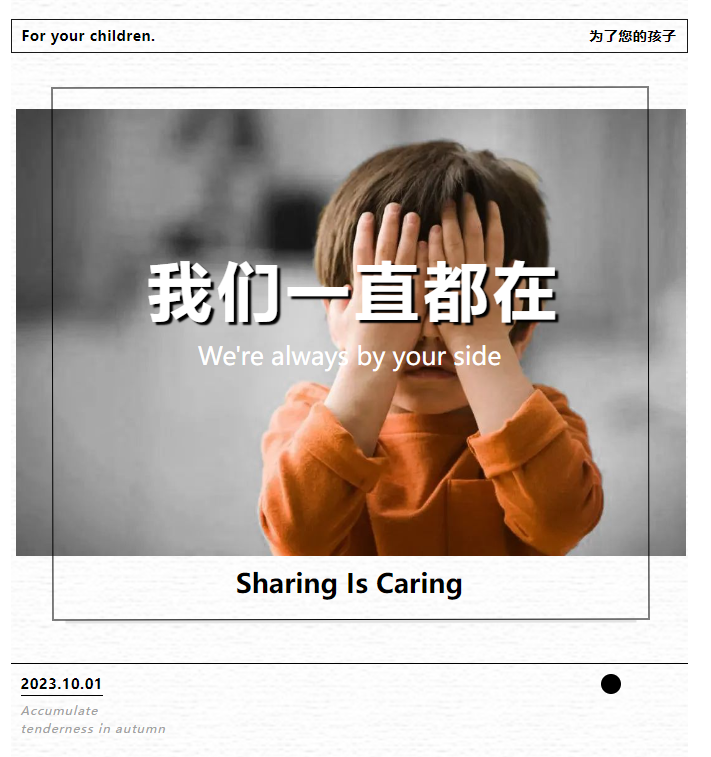 For your children.
为了您的孩子
我们一直都在
We're always by your side
Sharing Is Caring
2023.10.01
Accumulate
tenderness in autumn